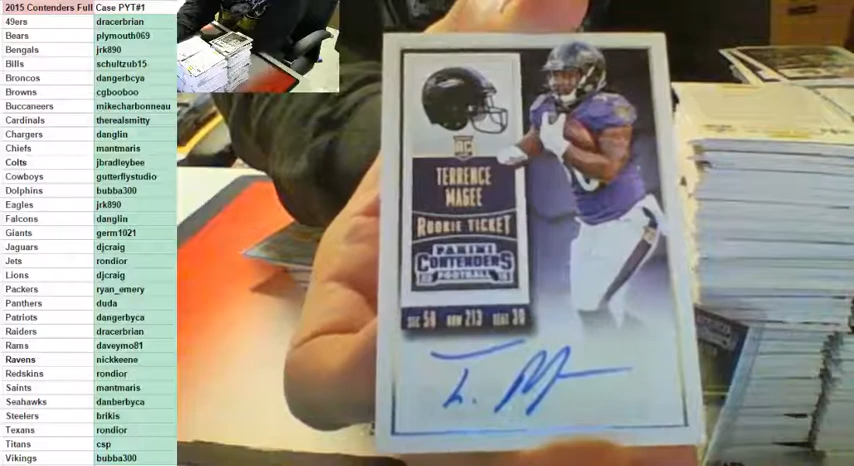 2015 Contenders Full Case PYT#1
49ers dracerbrian
Bears plymouth069
Bengals jrk890
Bills schultzub15
Broncos dangerbcya
Browns cgbooboo
Buccaneers mikecharbonneau
Cardinals therealsmitty
Chargers danglin
Chiefs mantmaris
Colts jbradleybee
Cowboys gutterflystudio
Dolphins bubba300
Eagles jrk890
Falcons danglin
Giants germ1021
Jaguars djcraig
Jets rondior
Lions djcraig
Packers ryan_emery
Panthers duda
Patriots dangerbyca
Raiders dracerbrian
Rams daveymo81
Ravens nickkeene
Redskins rondior
Saints mantmaris
Seahawks danberbyca
Steelers brikis
Texans rondior
Titans csp
Vikings bubba300
RC
TERRENCE
MAGEE
ROOKIE TICKET
PANINI
CONTENDERS
FOOTBALL
SEC 58 ROW 213 SEAT 30